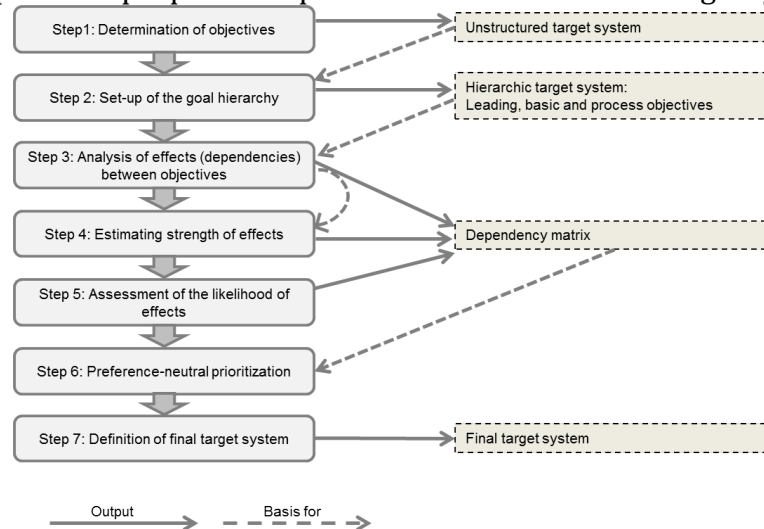 Step1: Determination of objectives
Unstructured target system
Step 2: Set-up of the goal hierarchy
Hierarchic target system:
Leading, basic and process objectives
Step 3: Analysis of effects (dependencies)
between objectives
Step 4: Estimating strength of effects
Dependency matrix
Step 5: Assessment of the likelihood of
effects
Step 6: Preference-neutral prioritization
Step 7: Definition of final target system
Final target system
Output
Basis for